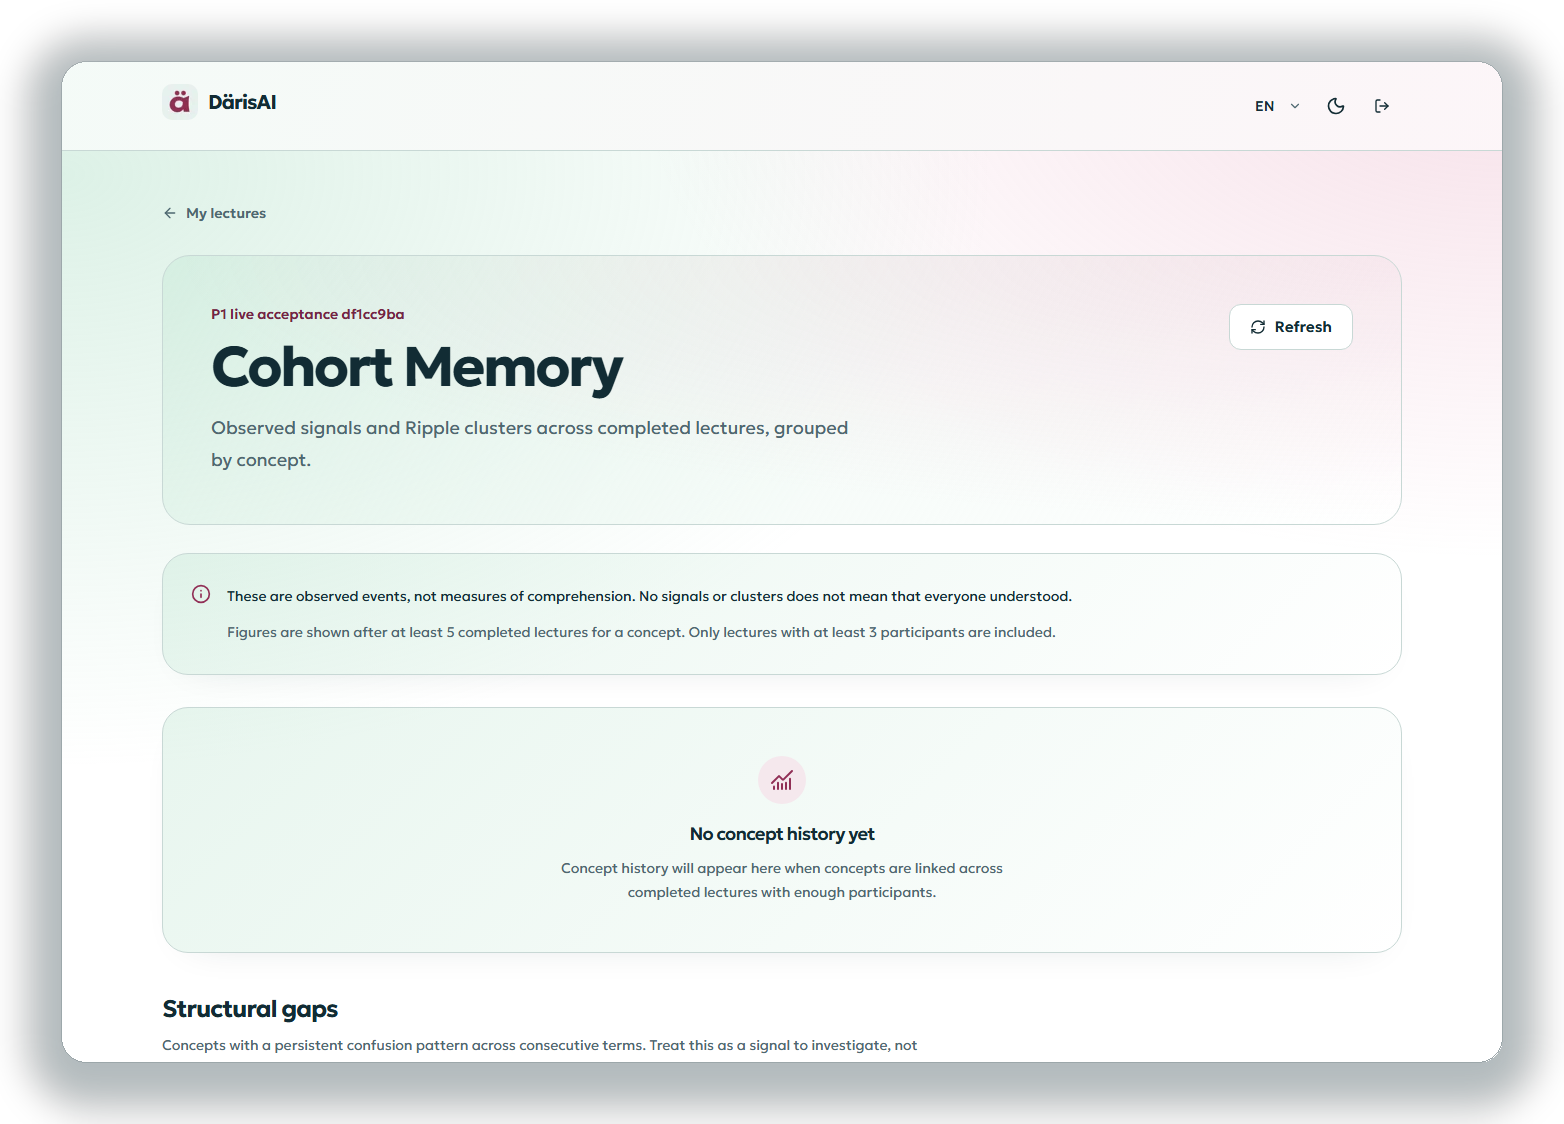 ä DärisAI
EN
My lectures
P1 live acceptance df1cc9ba
Refresh
Cohort Memory
Observed signals and Ripple clusters across completed lectures, grouped
by concept.
These are observed events, not measures of comprehension. No signals or clusters does not mean that everyone understood.
Figures are shown after at least 5 completed lectures for a concept. Only lectures with at least 3 participants are included.
No concept history yet
Concept history will appear here when concepts are linked across
completed lectures with enough participants.
Structural gaps
Concepts with a persistent confusion pattern across consecutive terms. Treat this as a signal to investigate, not